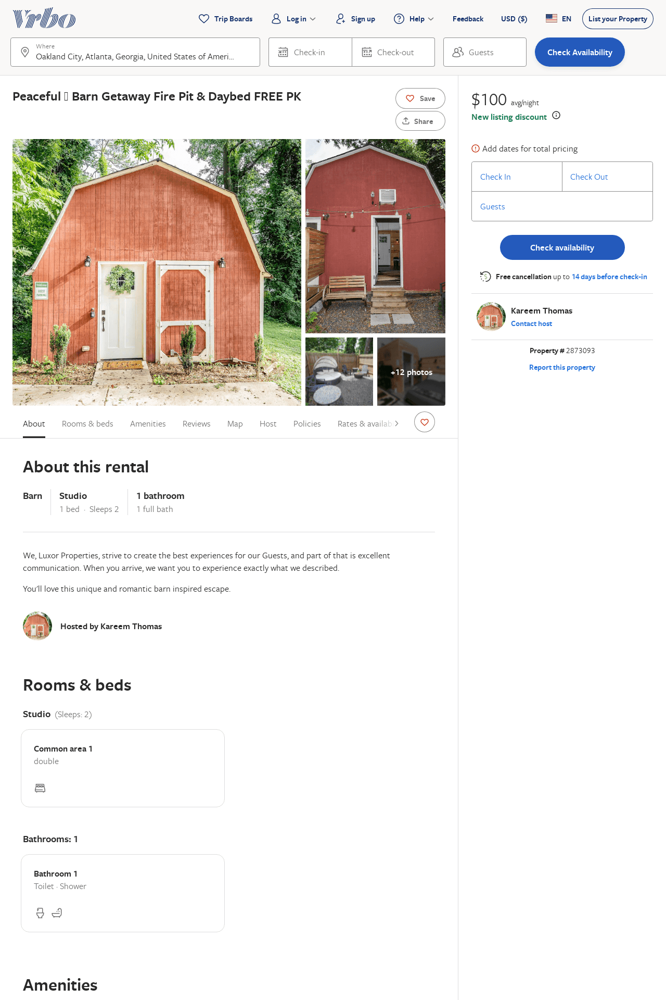 Vrbo
Trip Boards
Log in
Sign up
Help
Feedback
USD ($)
EN
List your Property
Where
Oakland City, Atlanta, Georgia, United States of Ameri...
Check-in
Check-out
Guests
Check Availability
Peaceful ▯ Barn Getaway Fire Pit & Daybed FREE PK
Save
Share
GUEST
PARKING
+12 photos
$100 avg/night
New listing discount
Add dates for total pricing
Check In
Check Out
Guests
Check availability
Free cancellation up to 14 days before check-in
Kareem Thomas
Contact host
Property # 2873093
Report this property
About
Rooms & beds
Amenities
Reviews
Map
Host
Policies
Rates & availab
About this rental
Barn
Studio
1 bed · Sleeps 2
1 bathroom
1 full bath
We, Luxor Properties, strive to create the best experiences for our Guests, and part of that is excellent
communication. When you arrive, we want you to experience exactly what we described.
You'll love this unique and romantic barn inspired escape.
Hosted by Kareem Thomas
Rooms & beds
Studio (Sleeps: 2)
Common area 1
double
Bathrooms: 1
Bathroom 1
Toilet · Shower
Amenities